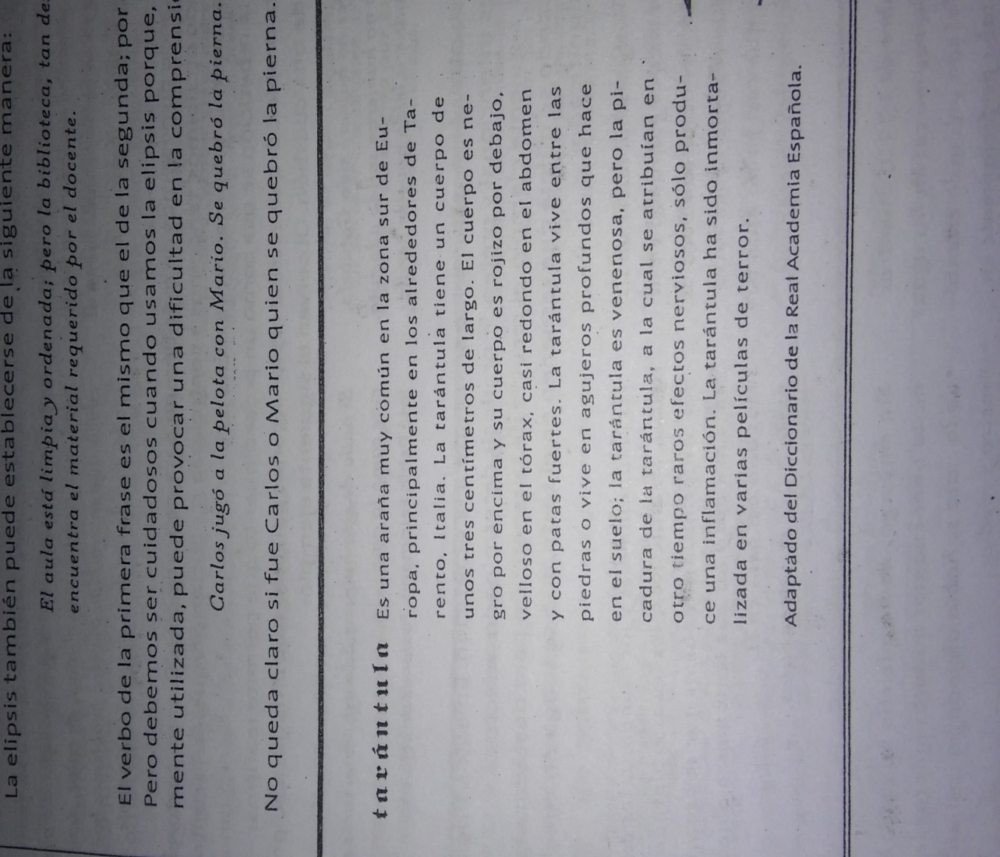 La elipsis también puede establecerse de la siguiente manera:
El aula está limpia y ordenada; pero la biblioteca, tan
encuentra el material requerido por el docente.
El verbo de la primera frase es el mismo que el de la segunda; por
Pero debemos ser cuidadosos cuando usamos la elipsis porque,
mente utilizada, puede provocar una dificultad en la
Carlos jugó a la pelota con Mario. Se quebró la pierna.
No queda claro si fue Carlos o Mario quien se quebró la pierna.
tarántula Es una araña muy común en la zona sur de Eu-
ropa, principalmente en los alrededores de Ta-
rento, Italia. La tarántula tiene un cuerpo de
unos tres centímetros de largo. El cuerpo es ne-
gro por encima y su cuerpo es rojizo por debajo,
velloso en el tórax, casi redondo en el abdomen
y con patas fuertes. La tarántula vive entre las
piedras o vive en agujeros profundos que hace
en el suelo; la tarántula es venenosa, pero la pi-
cadura de la tarántula, a la cual se atribuían en
otro tiempo raros efectos nerviosos, sólo produ-
ce una inflamación. La tarántula ha sido inmorta-
lizada en varias películas de terror.
Adaptado del Diccionario de la Real Academia Española.